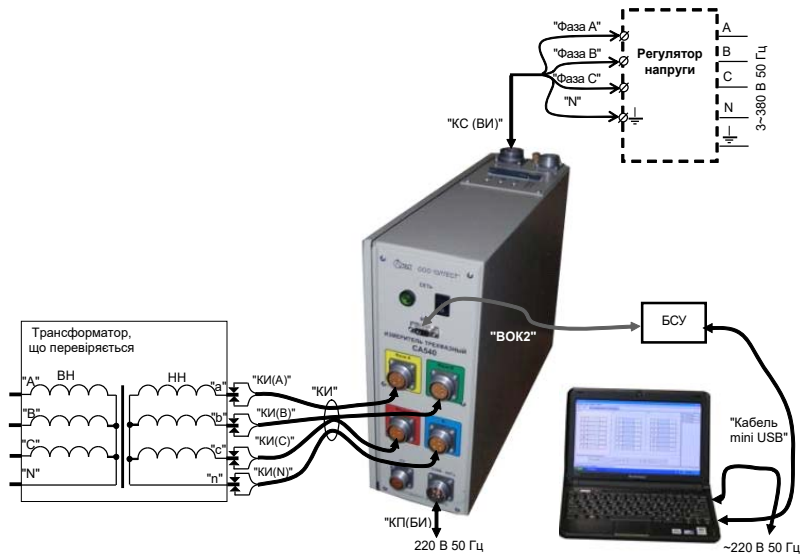 "Фаза А"
"Фаза В"
"Фаза С"
"N"
Регулятор
напруги
A
B
C
N
3~380 В 50 Гц
"КС (ВИ)"
ООО "ОЛТЕСТ"
СЕТЬ
ИЗМЕРИТЕЛЬ ТРЕХФАЗНЫЙ
СА540
"ВОК2"
БСУ
Трансформатор,
що перевіряється
ВН
НН
"A"
"B"
"C"
"N"
"a"
"b"
"c"
"n"
"КИ(А)"
"КИ(В)"
"КИ(С)"
"КИ(N)"
"КИ"
"КП(БИ)"
220 В 50 Гц
"Кабель
mini USB"
~220 В 50 Гц